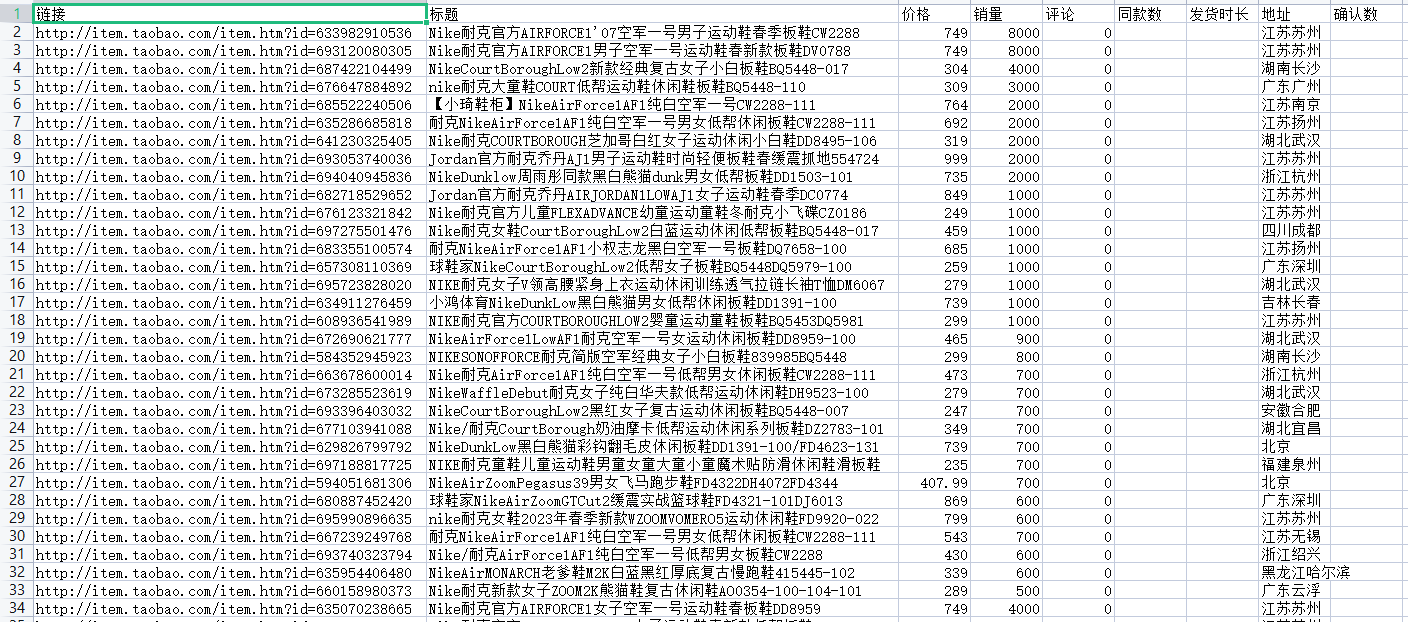 链接 标题 价格 销量 评论 同款数 发货时长 地址 确认数
1
2 http://item.taobao.com/item.htm?id=633982910536 Nike耐克官方AIRFORCE1'07空军一号男子运动鞋春季板鞋CW2288 749 8000 0 江苏苏州
3 http://item.taobao.com/item.htm?id=693120080305 Nike耐克官方AIRFORCE1男子空军一号运动鞋春新款板鞋DV0788 749 8000 0 江苏苏州
4 http://item.taobao.com/item.htm?id=687422104499 NikeCourtBoroughLow2新款经典复古女子小白板鞋BQ5448-017 304 4000 0 湖南长沙
5 http://item.taobao.com/item.htm?id=676647884892 nike耐克大童鞋COURT低帮运动鞋休闲鞋板鞋BQ5448-110 309 3000 0 广东广州
6 http://item.taobao.com/item.htm?id=685522240506 【小琦鞋柜】NikeAirForce1AF1纯白空军一号CW2288-111 764 2000 0 江苏南京
7 http://item.taobao.com/item.htm?id=635286685818 耐克NikeAirForce1AF1纯白空军一号男女低帮休闲板鞋CW2288-111 692 2000 0 江苏扬州
8 http://item.taobao.com/item.htm?id=641230325405 Nike耐克COURTBOROUGH芝加哥白红女子运动休闲小白鞋DD8495-106 319 2000 0 湖北武汉
9 http://item.taobao.com/item.htm?id=693053740036 Jordan官方耐克乔丹AJ1男子运动鞋时尚轻便板鞋春缓震抓地554724 999 2000 0 江苏苏州
10 http://item.taobao.com/item.htm?id=694040945836 NikeDunklow周雨彤同款黑白熊猫dunk男女低帮板鞋DD1503-101 735 2000 0 浙江杭州
11 http://item.taobao.com/item.htm?id=682718529652 Jordan官方耐克乔丹AIRJORDAN1LOWAJ1女子运动鞋春季DC0774 849 1000 0 江苏苏州
12 http://item.taobao.com/item.htm?id=676123321842 Nike耐克官方儿童FLEXADVANCE幼童运动童鞋冬耐克小飞碟CZ0186 249 1000 0 江苏苏州
13 http://item.taobao.com/item.htm?id=697275501476 Nike耐克女鞋CourtBoroughLow2白蓝运动休闲低帮板鞋BQ5448-017 459 1000 0 四川成都
14 http://item.taobao.com/item.htm?id=683355100574 耐克NikeAirForce1AF1小权志龙黑白空军一号板鞋DQ7658-100 685 1000 0 江苏扬州
15 http://item.taobao.com/item.htm?id=657308110369 球鞋家NikeCourtBoroughLow2低帮女子板鞋BQ5448DQ5979-100 259 1000 0 广东深圳
16 http://item.taobao.com/item.htm?id=695723828020 NIKE耐克女子V领高腰紧身上衣运动休闲训练透气拉链长袖T恤DM6067 279 1000 0 湖北武汉
17 http://item.taobao.com/item.htm?id=634911276459 小鸿体育NikeDunkLow黑白熊猫男女低帮休闲板鞋DD1391-100 739 1000 0 吉林长春
18 http://item.taobao.com/item.htm?id=608936541989 NIKE耐克官方COURTBOROUGHLOW2婴童运动童鞋板鞋BQ5453DQ5981 299 1000 0 江苏苏州
19 http://item.taobao.com/item.htm?id=672690621777 NikeAirForce1LowAF1耐克空军一号女运动休闲板鞋DD8959-100 465 900 0 湖北武汉
20 http://item.taobao.com/item.htm?id=584352945923 NIKESONOFFORCE耐克简版空军经典女子小白板鞋839985BQ5448 299 800 0 湖南长沙
21 http://item.taobao.com/item.htm?id=663678600014 Nike耐克AirForce1AF1纯白空军一号低帮男女休闲板鞋CW2288-111 473 700 0 浙江杭州
22 http://item.taobao.com/item.htm?id=673285523619 NikeWaffleDebut耐克女子纯白华夫款低帮运动休闲鞋DH9523-100 279 700 0 湖北武汉
23 http://item.taobao.com/item.htm?id=693396403032 NikeCourtBoroughLow2黑红女子复古运动休闲板鞋BQ5448-007 247 700 0 安徽合肥
24 http://item.taobao.com/item.htm?id=677103941088 Nike/耐克CourtBorough奶油摩卡低帮运动休闲系列板鞋DZ2783-101 349 700 0 湖北宜昌
25 http://item.taobao.com/item.htm?id=629826799792 NikeDunkLow黑白熊猫彩钩翻毛皮休闲板鞋DD1391-100/FD4623-131 739 700 0 北京
26 http://item.taobao.com/item.htm?id=697188817725 NIKE耐克童鞋儿童运动鞋男童女童大童小童魔术贴防滑休闲鞋滑板鞋 235 700 0 福建泉州
27 http://item.taobao.com/item.htm?id=594051681306 NikeAirZoomPegasus39男女飞马跑步鞋FD4322DH4072FD4344 407.99 700 0 北京
28 http://item.taobao.com/item.htm?id=680887452420 球鞋家NikeAirZoomGTCut2缓震实战篮球鞋FD4321-101DJ6013 869 600 0 广东深圳
29 http://item.taobao.com/item.htm?id=695990896635 nike耐克女鞋2023年春季新款WZOOMVOMERO5运动休闲鞋FD9920-022 799 600 0 江苏苏州
30 http://item.taobao.com/item.htm?id=667239249768 耐克NikeAirForce1AF1纯白空军一号男女低帮休闲板鞋CW2288-111 543 700 0 江苏无锡
31 http://item.taobao.com/item.htm?id=693740323794 Nike/耐克AirForce1AF1纯白空军一号低帮男女板鞋CW2288 430 600 0 浙江绍兴
32 http://item.taobao.com/item.htm?id=635954406480 NikeAirMONARCH老爹鞋M2K白蓝黑红厚底复古慢跑鞋415445-102 339 600 0 黑龙江哈尔滨
33 http://item.taobao.com/item.htm?id=660158980373 Nike耐克新款女子ZOOM2K熊猫鞋复古休闲鞋AO0354-100-104-101 289 500 0 广东云浮
34 http://item.taobao.com/item.htm?id=635070238665 Nike耐克官方AIRFORCE1女子空军一号运动鞋春板鞋DD8959 749 4000 0 江苏苏州